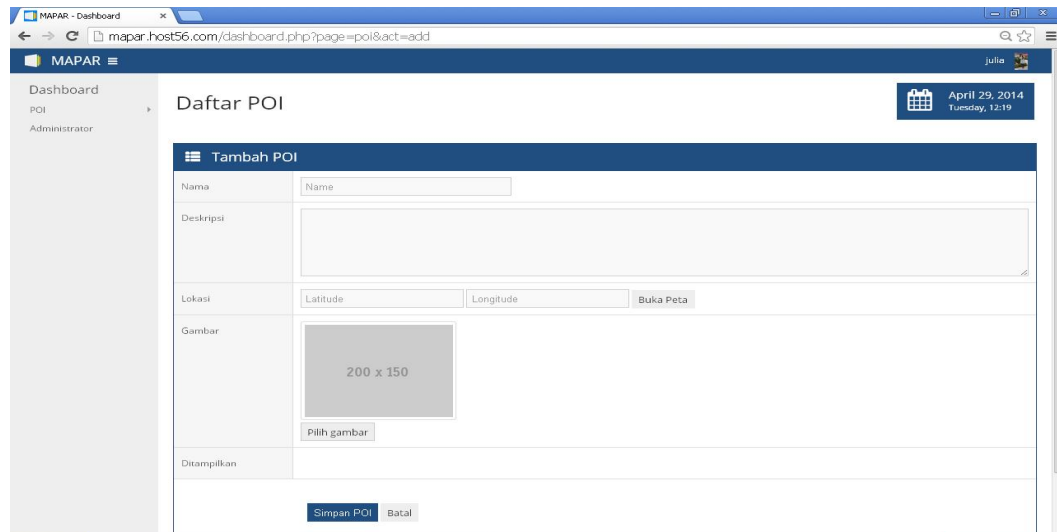 MAPAR - Dashboard
mapar.host56.com/dashboard.php?page=poi&act=add
MAPAR
julia
Dashboard
POI
Administrator
Daftar POI
April 29, 2014
Tuesday, 12:19
Tambah POI
Nama
Name
Deskripsi
Lokasi
Latitude
Longitude
Buka Peta
Gambar
200 x 150
Pilih gambar
Ditampilkan
Simpan POI
Batal